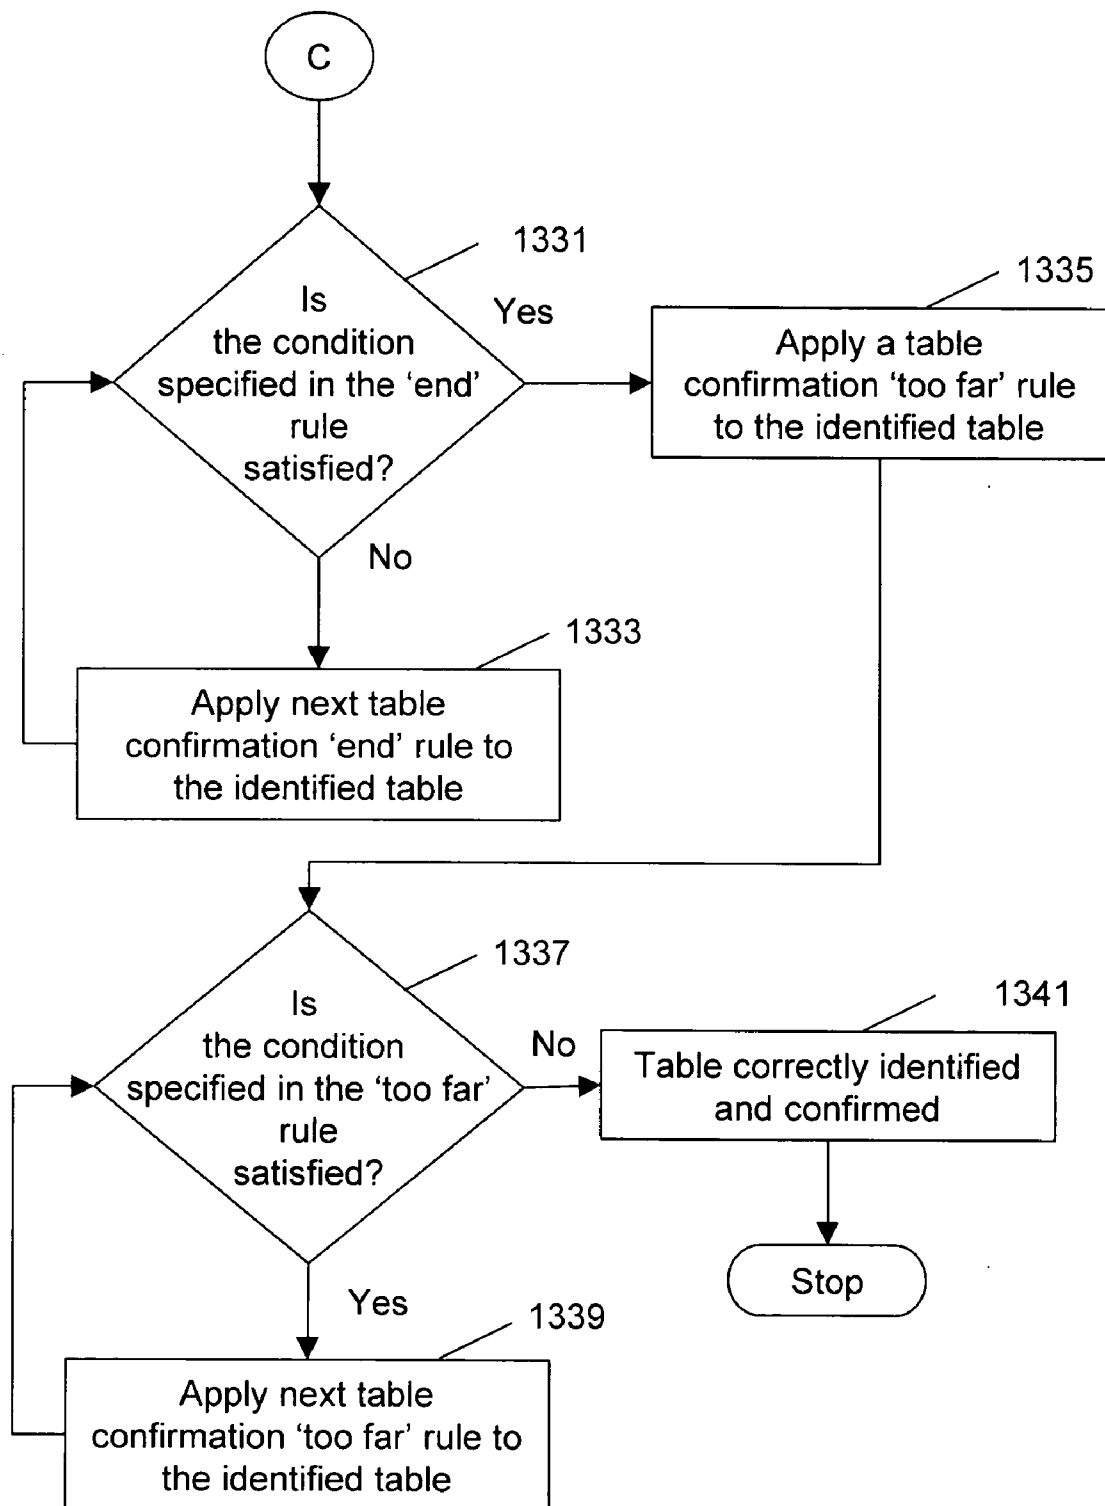 C
1331
Is
the condition
specified in the ‘end’
rule
satisfied?
Yes
1335
Apply a table
confirmation ‘too far’ rule
to the identified table
No
1333
Apply next table
confirmation ‘end’ rule to
the identified table
1337
Is
the condition
specified in the ‘too far’
rule
satisfied?
No
1341
Table correctly identified
and confirmed
Stop
Yes
1339
Apply next table
confirmation ‘too far’ rule to
the identified table